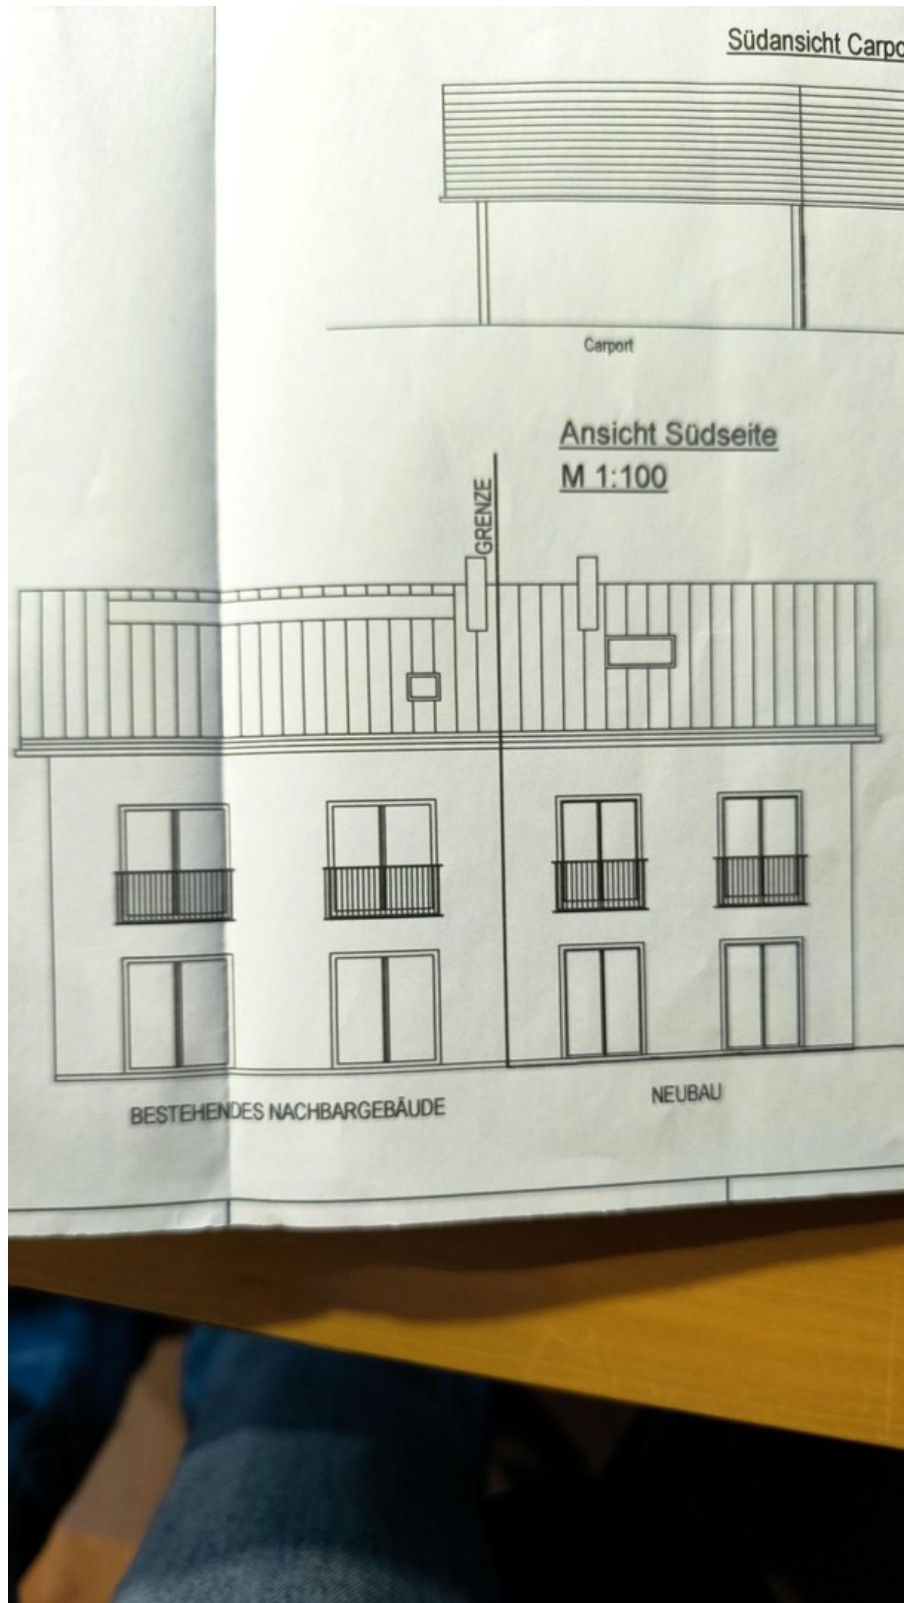 Südansicht Carpo
Carport
Ansicht Südseite
M 1:100
GRENZE
BESTEHENDES NACHBARGEBÄUDE
NEUBAU